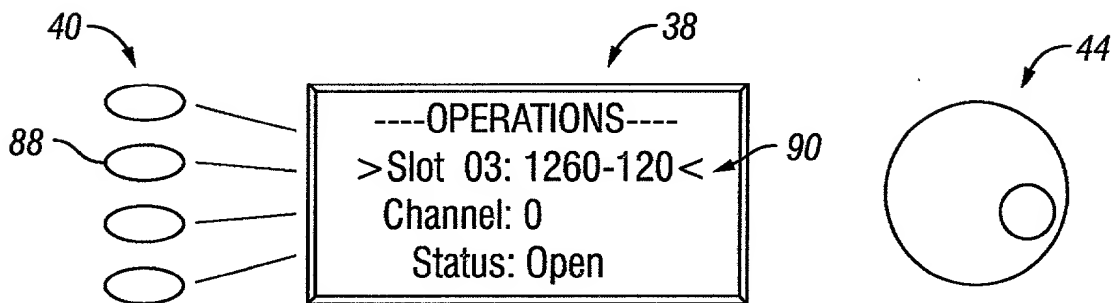 40
38
44
88
----OPERATIONS----
>Slot 03: 1260-120<
90
Channel: 0
Status: Open